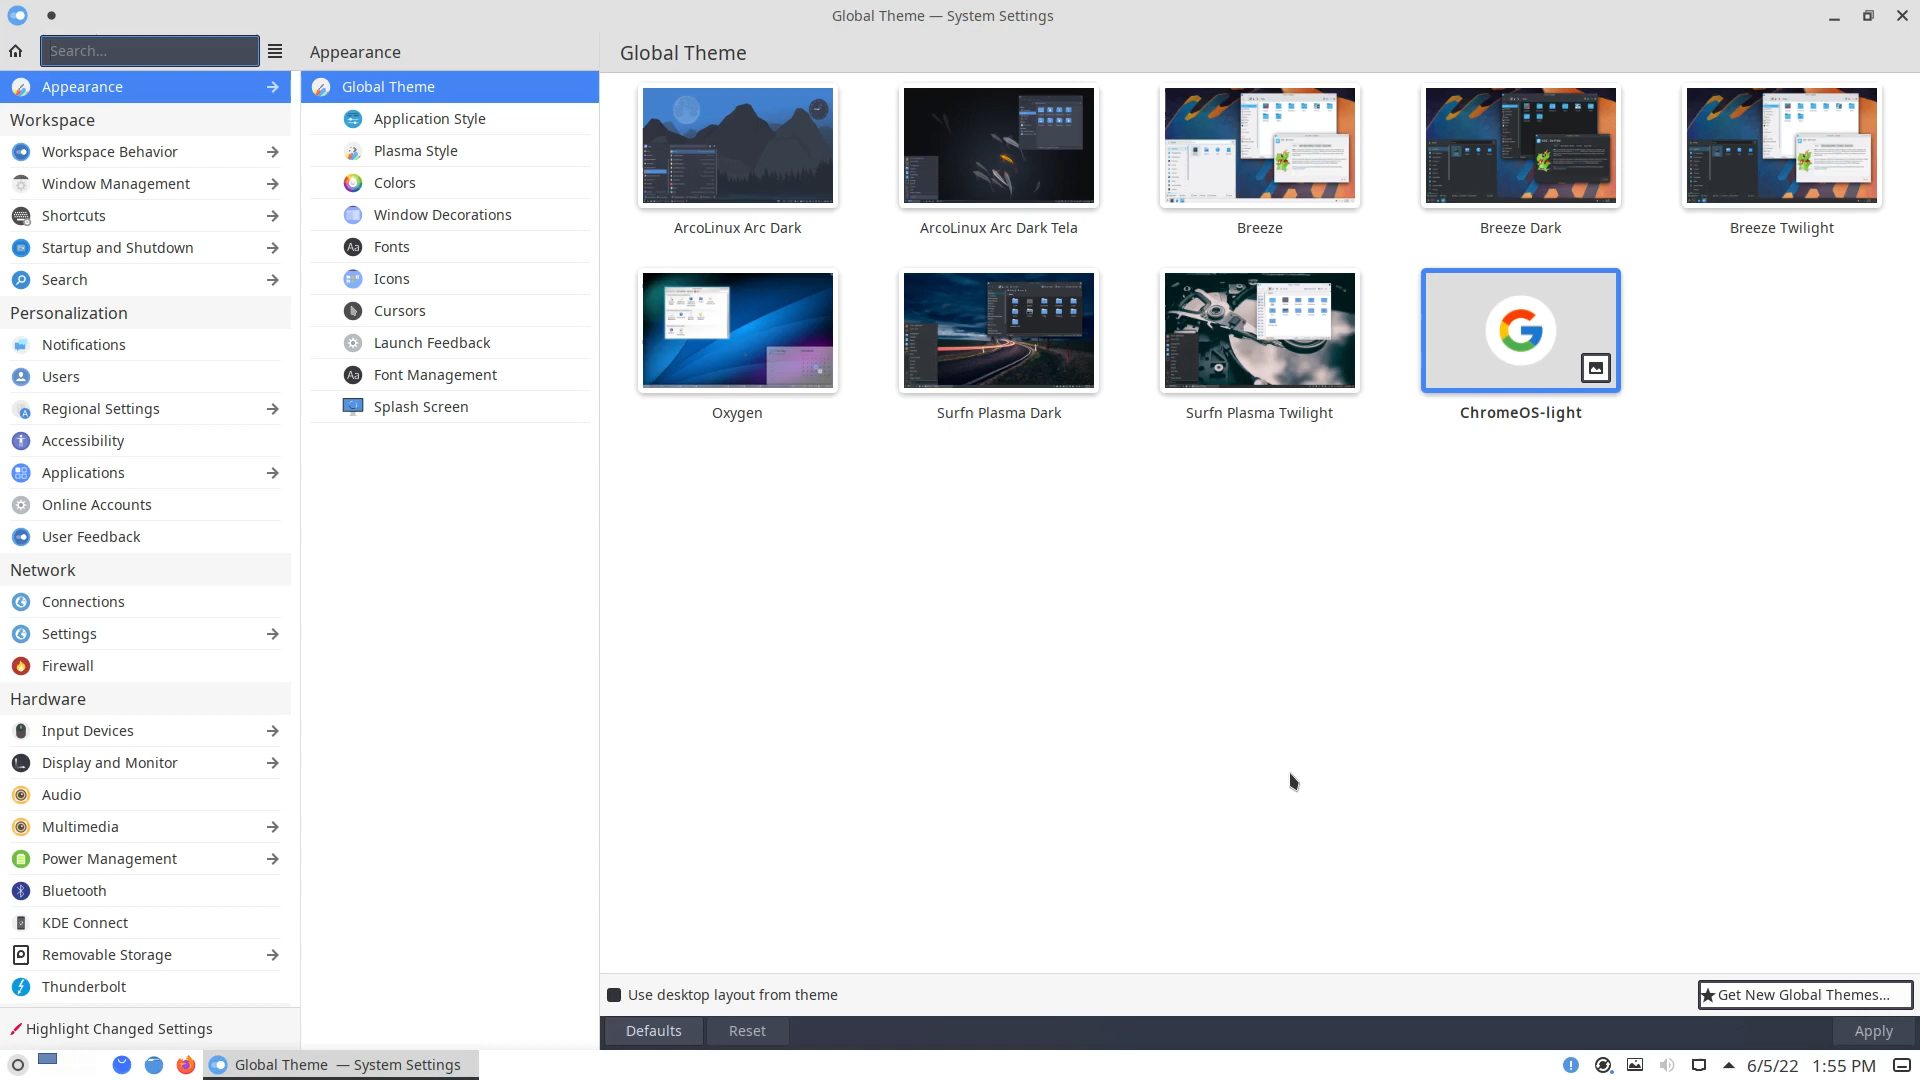 Global Theme — System Settings
Search...
Appearance
Global Theme
Appearance
Workspace
Workspace Behavior
Window Management
Shortcuts
Startup and Shutdown
Search
Personalization
Notifications
Users
Regional Settings
Accessibility
Applications
Online Accounts
User Feedback
Network
Connections
Settings
Firewall
Hardware
Input Devices
Display and Monitor
Audio
Multimedia
Power Management
Bluetooth
KDE Connect
Removable Storage
Thunderbolt
Highlight Changed Settings
Global Theme
Application Style
Plasma Style
Colors
Window Decorations
Aa Fonts
Icons
Cursors
Launch Feedback
Aa Font Management
Splash Screen
ArcoLinux Arc Dark
ArcoLinux Arc Dark Tela
Breeze
Breeze Dark
Breeze Twilight
Oxygen
Surfn Plasma Dark
Surfn Plasma Twilight
ChromeOS-light
Use desktop layout from theme
Get New Global Themes...
Defaults
Reset
Apply
Global Theme — System Settings
6/5/22
1:55 PM